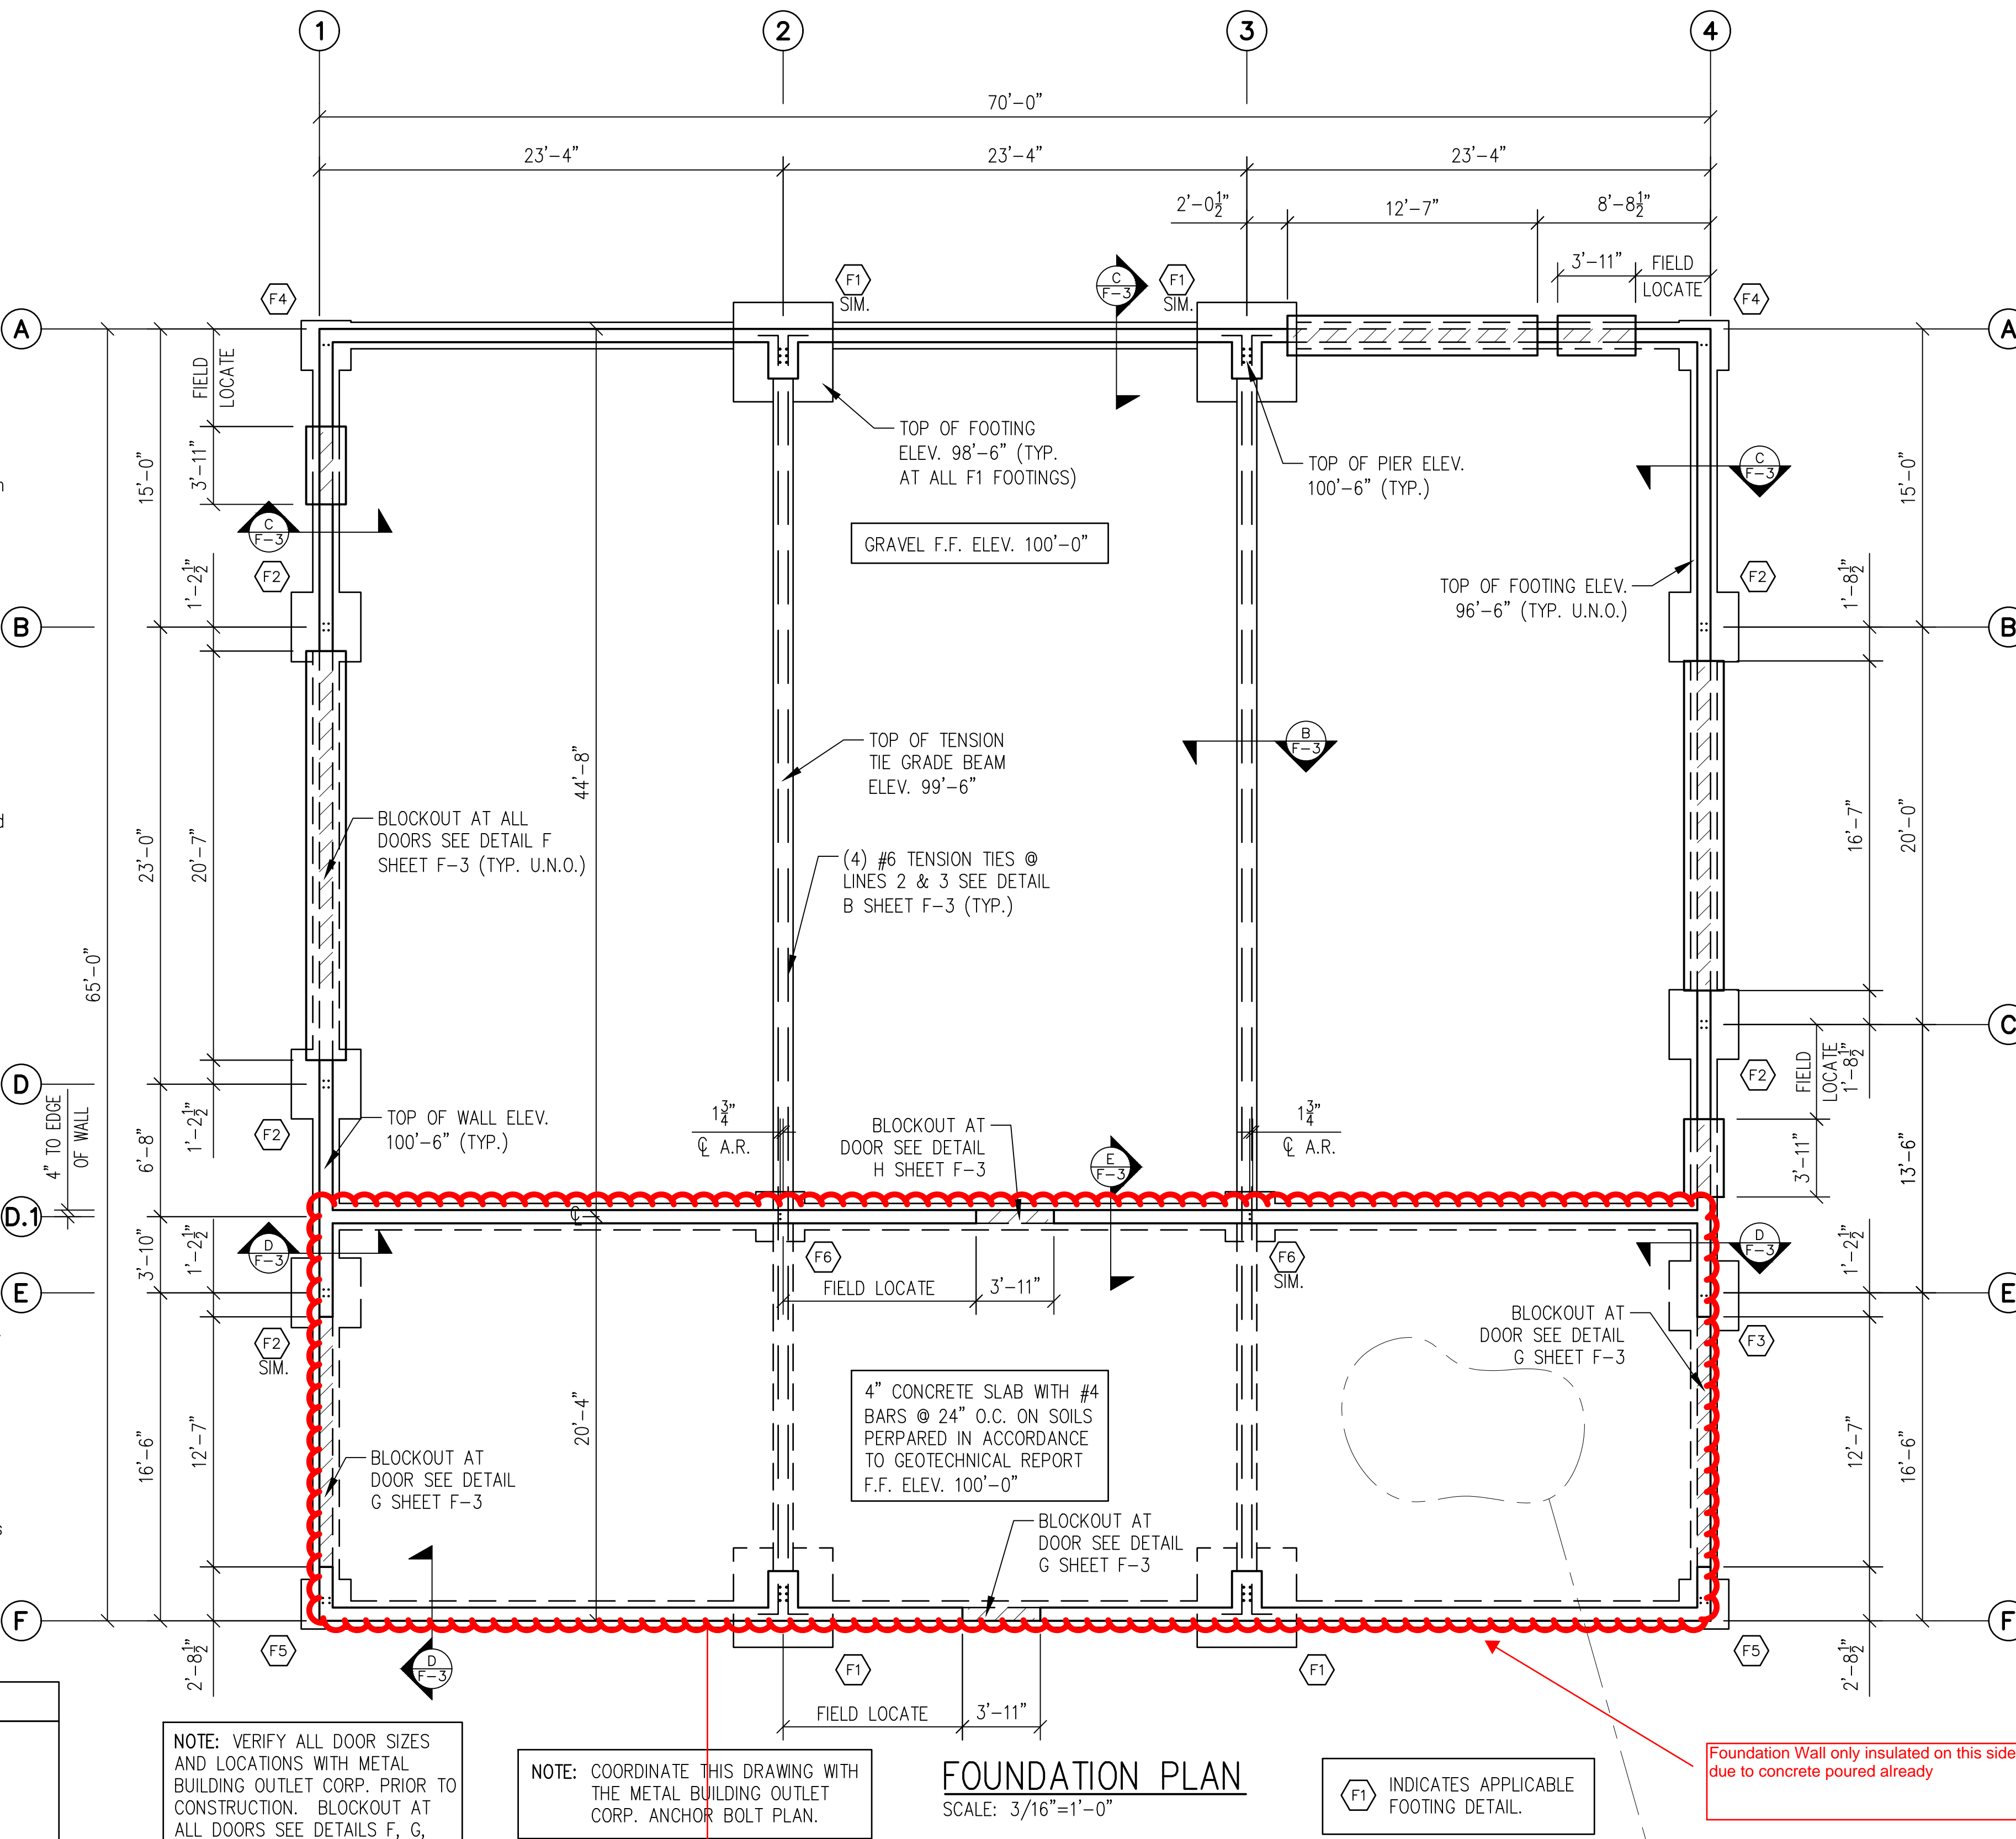 1
2
3
4
70'-0"
23'-4"
23'-4"
23'-4"
2'-0½"
12'-7"
8'-8½"
3'-11"
FIELD
LOCATE
F4
F1
SIM.
C
F-3
F1
SIM.
F4
A
A
FIELD
LOCATE
3'-11"
15'-0"
TOP OF FOOTING
ELEV. 98'-6" (TYP.
AT ALL F1 FOOTINGS)
TOP OF PIER ELEV.
100'-6" (TYP.)
C
F-3
15'-0"
C
F-3
GRAVEL F.F. ELEV. 100'-0"
F2
1'-2½"
TOP OF FOOTING ELEV.
96'-6" (TYP. U.N.O.)
F2
1'-8½"
B
B
65'-0"
23'-0"
20'-7"
44'-8"
TOP OF TENSION
TIE GRADE BEAM
ELEV. 99'-6"
B
F-3
BLOCKOUT AT ALL
DOORS SEE DETAIL F
SHEET F-3 (TYP. U.N.O.)
(4) #6 TENSION TIES @
LINES 2 & 3 SEE DETAIL
B SHEET F-3 (TYP.)
16'-7"
20'-0"
C
D
4" TO EDGE
OF WALL
6'-8"
1'-2½"
F2
TOP OF WALL ELEV.
100'-6" (TYP.)
1¾"
℄ A.R.
BLOCKOUT AT
DOOR SEE DETAIL
H SHEET F-3
E
F-3
1¾"
℄ A.R.
FIELD
LOCATE
1'-8½"
F2
3'-11"
13'-6"
D.1
℄
3'-10"
1'-2½"
D
F-3
F6
F6
SIM.
FIELD LOCATE
3'-11"
D
F-3
1'-2½"
E
E
F2
SIM.
F3
BLOCKOUT AT
DOOR SEE DETAIL
G SHEET F-3
16'-6"
12'-7"
20'-4"
4" CONCRETE SLAB WITH #4
BARS @ 24" O.C. ON SOILS
PERPARED IN ACCORDANCE
TO GEOTECHNICAL REPORT
F.F. ELEV. 100'-0"
12'-7"
16'-6"
BLOCKOUT AT
DOOR SEE DETAIL
G SHEET F-3
BLOCKOUT AT
DOOR SEE DETAIL
G SHEET F-3
F
F
2'-8½"
F5
D
F-3
F1
F1
F5
2'-8½"
FIELD LOCATE
3'-11"
NOTE: VERIFY ALL DOOR SIZES
AND LOCATIONS WITH METAL
BUILDING OUTLET CORP. PRIOR TO
CONSTRUCTION. BLOCKOUT AT
ALL DOORS SEE DETAILS F, G,
NOTE: COORDINATE THIS DRAWING WITH
THE METAL BUILDING OUTLET
CORP. ANCHOR BOLT PLAN.
FOUNDATION PLAN
SCALE: 3/16"=1'-0"
F1
INDICATES APPLICABLE
FOOTING DETAIL.
Foundation Wall only insulated on this side
due to concrete poured already